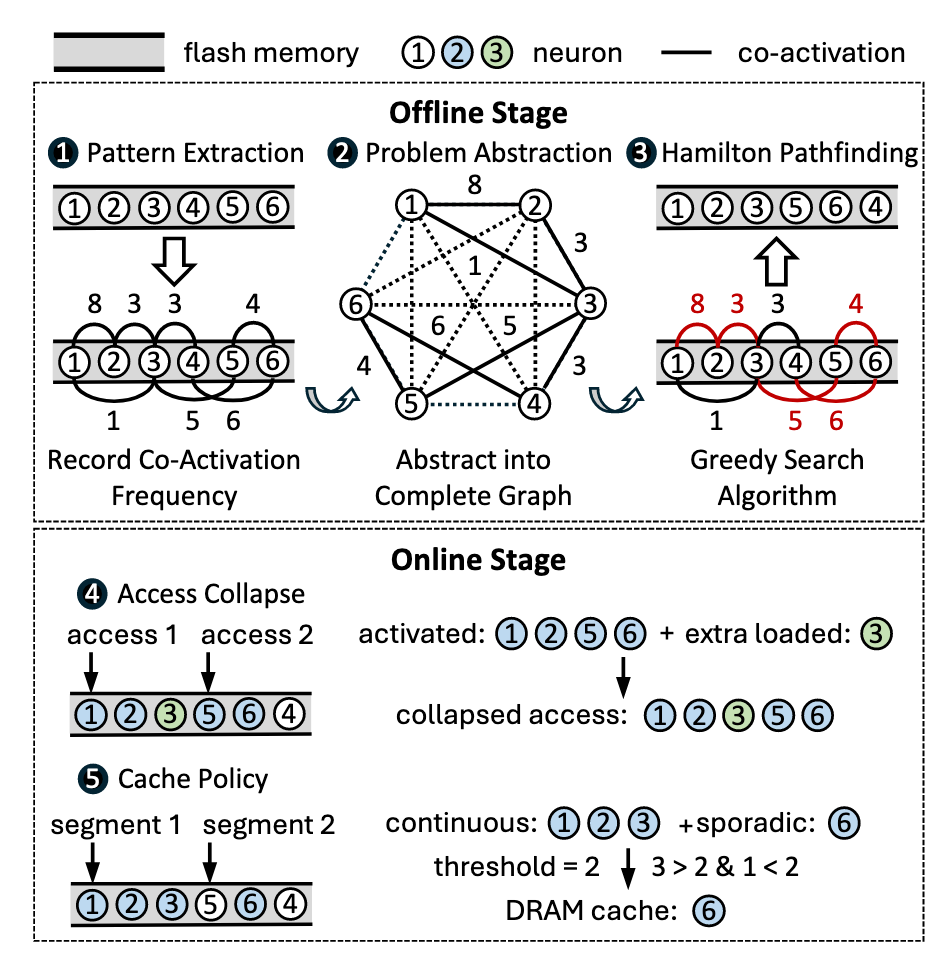 flash memory ① ② ③ neuron co-activation
Offline Stage
❶ Pattern Extraction ❷ Problem Abstraction ❸ Hamilton Pathfinding
① ② ③ ④ ⑤ ⑥
8 3 3 4
① ② ③ ④ ⑤ ⑥
1 5 6
Record Co-Activation
Frequency
8
① ②
3
1
⑥ ③
6 5
4 3
⑤ ④
Abstract into
Complete Graph
① ② ③ ⑤ ⑥ ④
8 3 3 4
① ② ③ ④ ⑤ ⑥
1 5 6
Greedy Search
Algorithm
Online Stage
❹ Access Collapse
access 1 access 2
① ② ③ ⑤ ⑥ ④
activated: ① ② ⑤ ⑥ + extra loaded: ③
collapsed access: ① ② ③ ⑤ ⑥
❺ Cache Policy
segment 1 segment 2
① ② ③ ⑤ ⑥ ④
continuous: ① ② ③ +sporadic: ⑥
threshold = 2 3 > 2 & 1 < 2
DRAM cache: ⑥